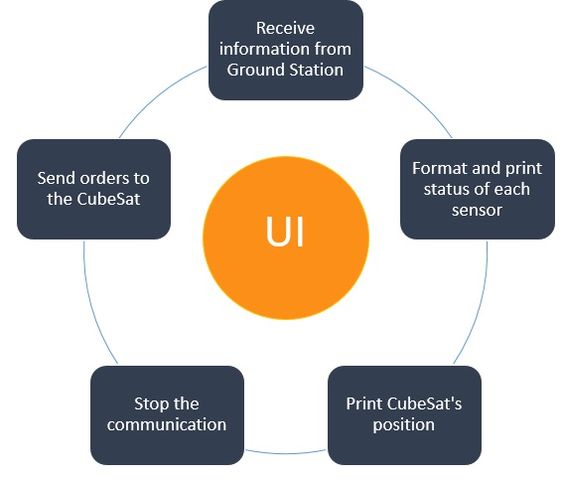 Receive
information from
Ground Station
Format and print
status of each
sensor
Print CubeSat's
position
Stop the
communication
Send orders to
the CubeSat
UI